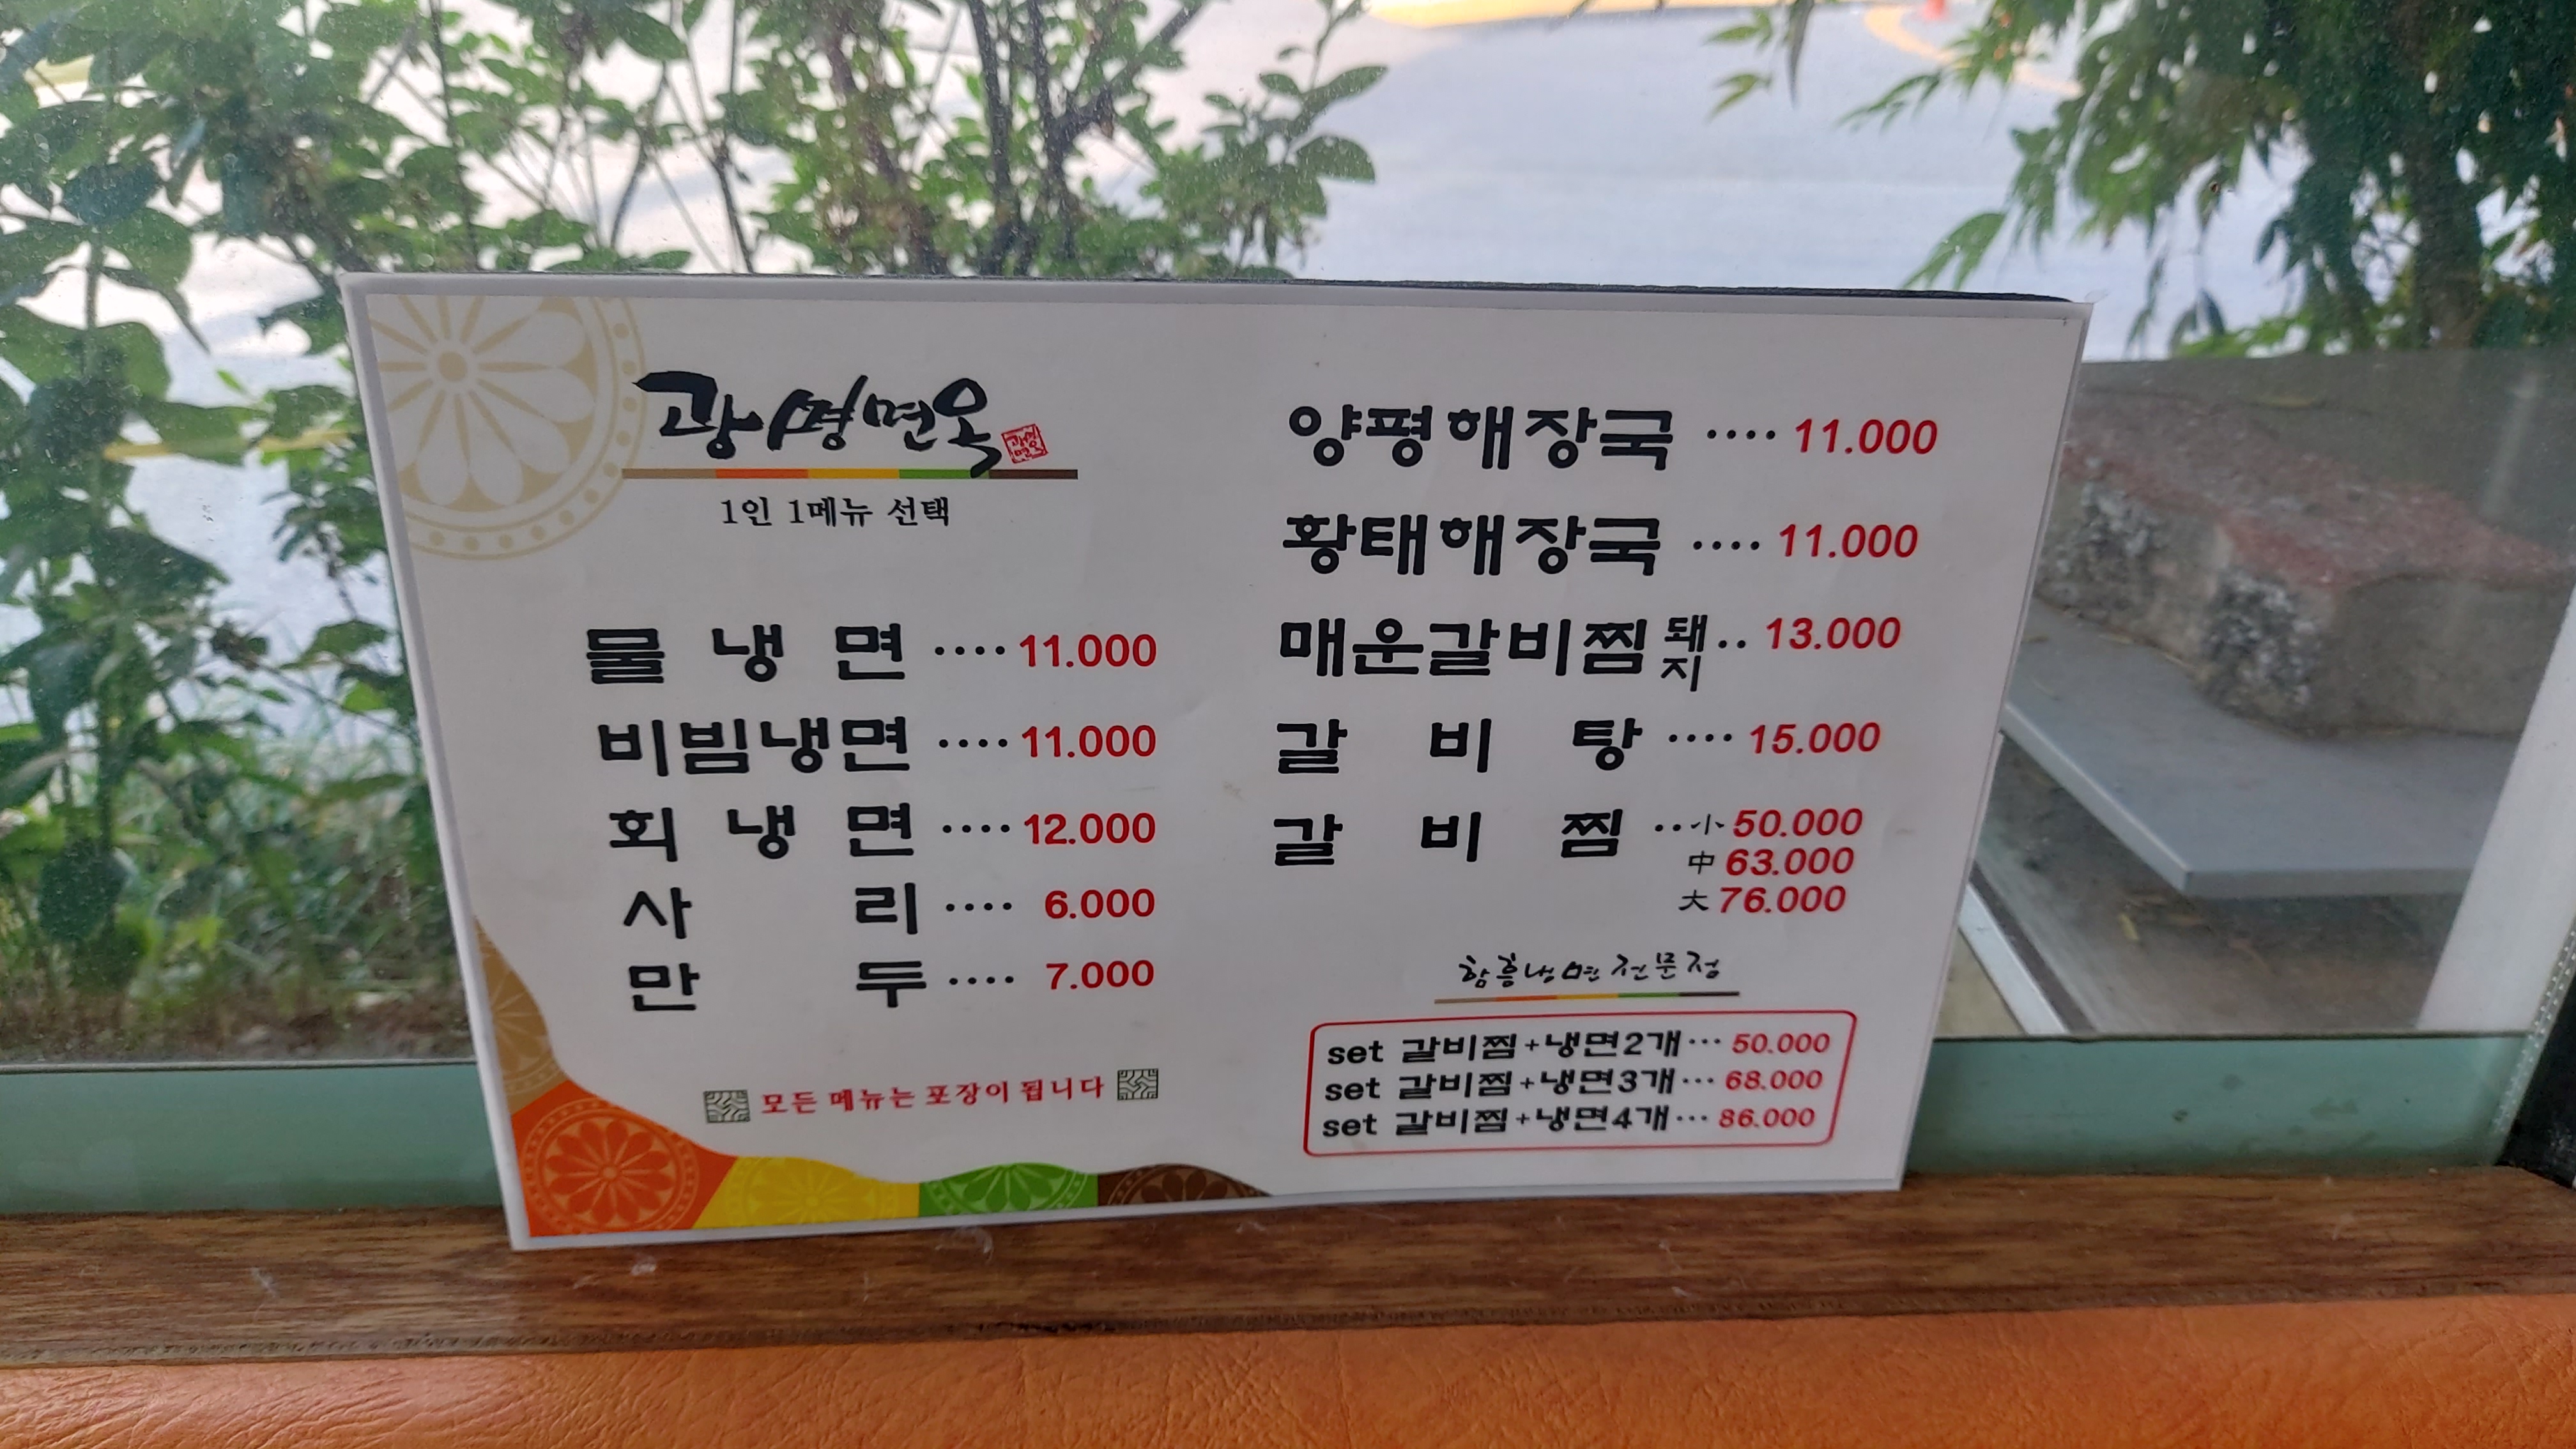 광명면옥
광명
면옥
1인 1메뉴 선택
물냉면 ···· 11.000
비빔냉면 ···· 11.000
회냉면 ···· 12.000
사리 ···· 6.000
만두 ···· 7.000
모든 메뉴는 포장이 됩니다
양평해장국 ···· 11.000
황태해장국 ···· 11.000
매운갈비찜 돼지 ·· 13.000
갈비탕 ···· 15.000
갈비찜 ·· 小 50.000
中 63.000
大 76.000
함흥냉면전문점
set 갈비찜+냉면2개 ··· 50.000
set 갈비찜+냉면3개 ··· 68.000
set 갈비찜+냉면4개 ··· 86.000